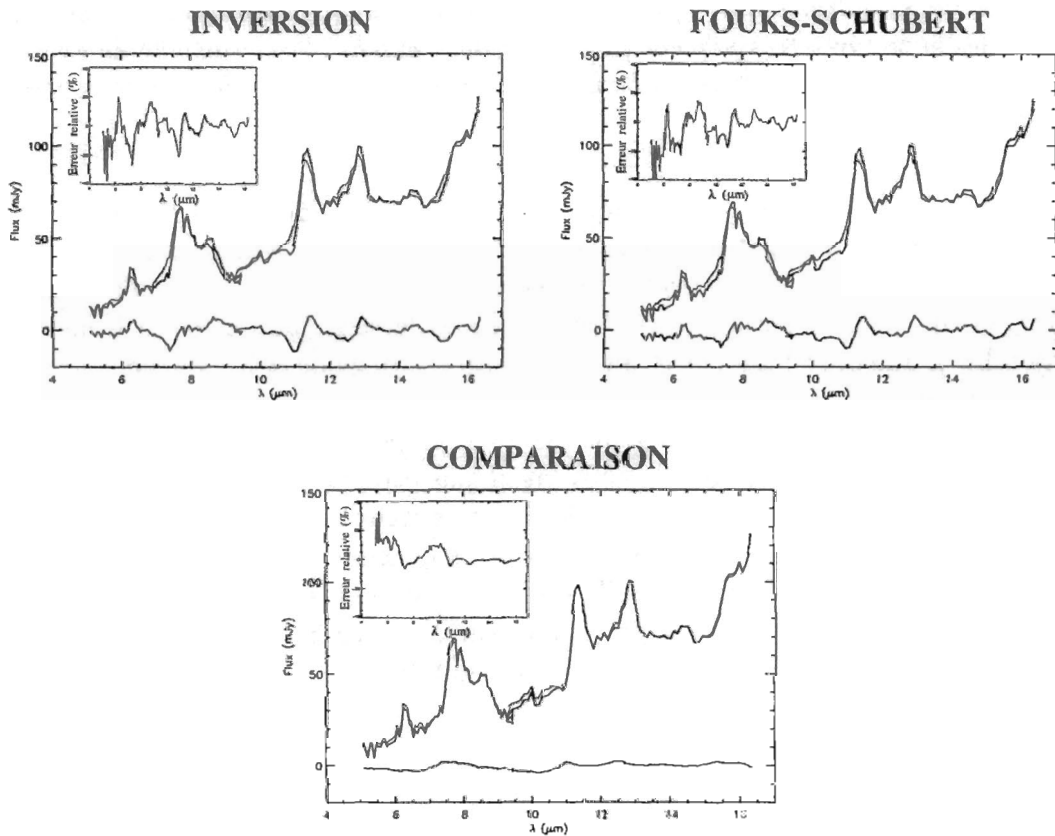 INVERSION
150
100
50
0
Flux (mJy)
4 6 8 10 12 14 16
λ (μm)
Erreur relative (%)
λ (μm)
FOUKS-SCHUBERT
150
100
50
0
Flux (mJy)
4 6 8 10 12 14 16
λ (μm)
Erreur relative (%)
λ (μm)
COMPARAISON
150
100
50
0
Flux (mJy)
4 6 8 10 12 14
λ (μm)
Erreur relative (%)
λ (μm)